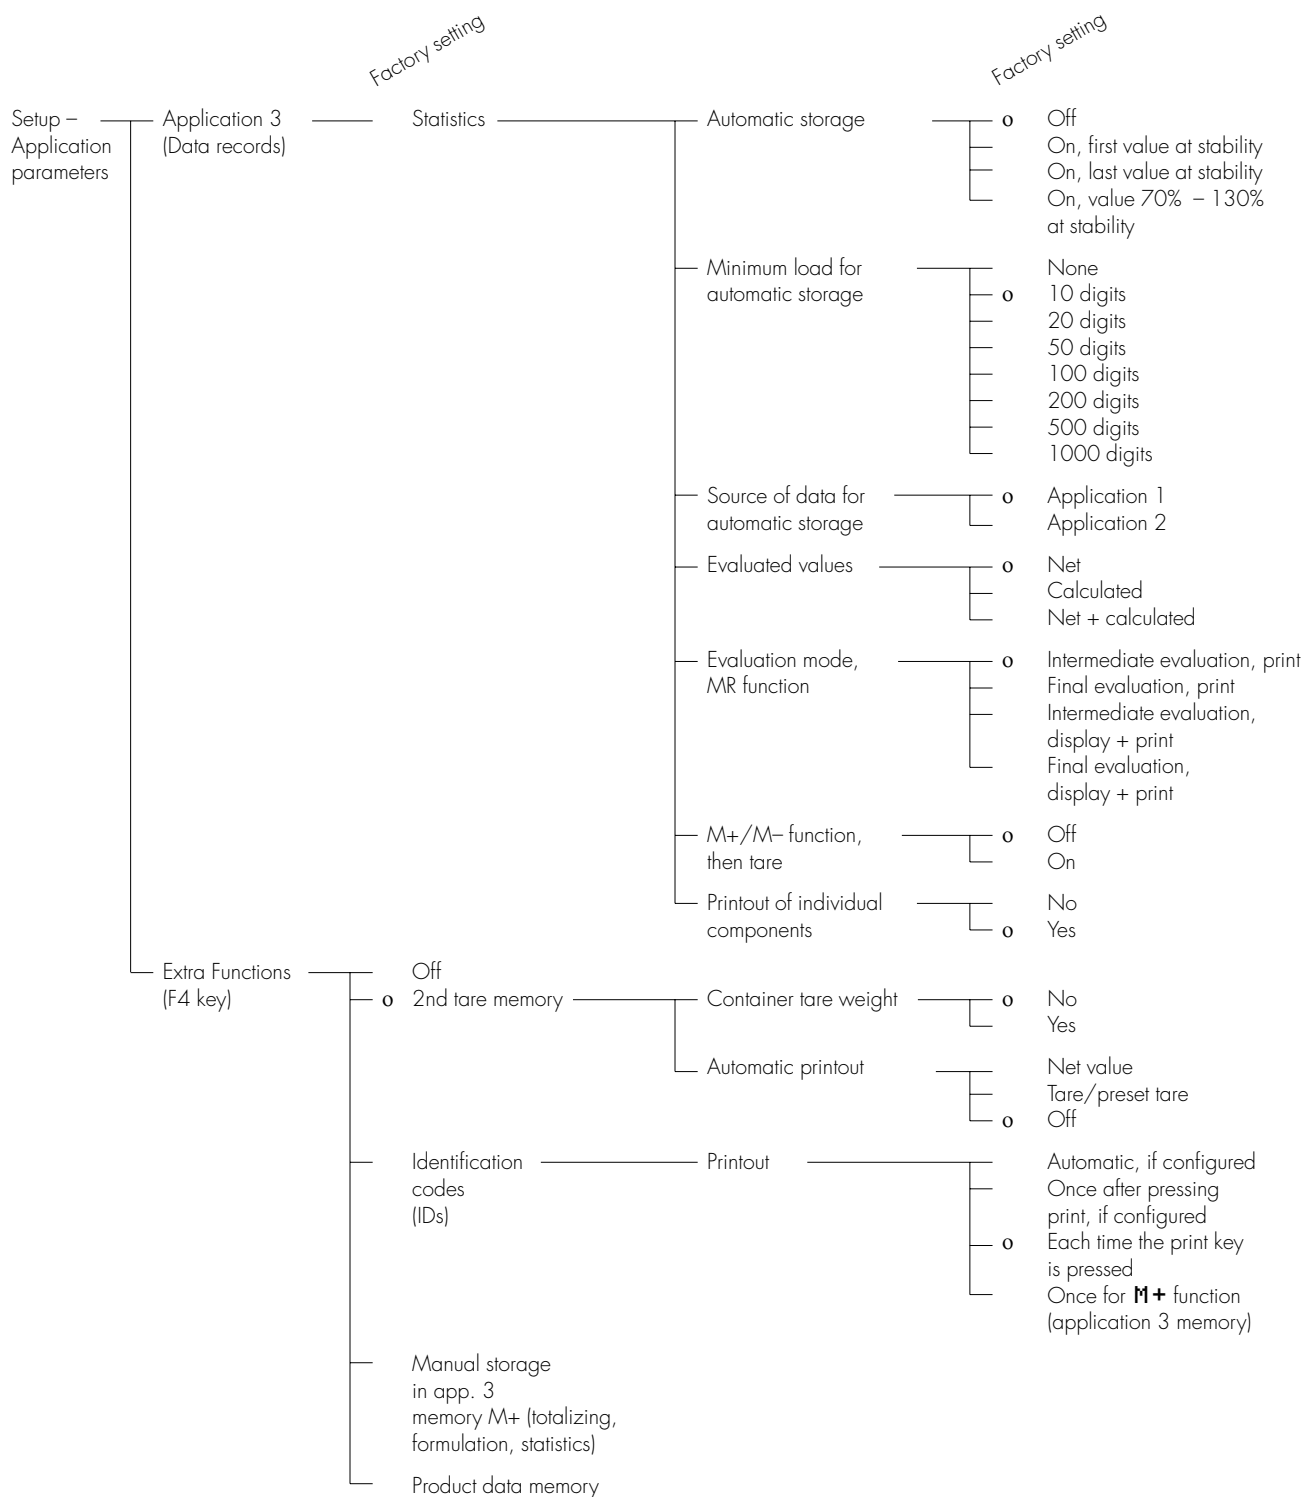 Factory setting
Factory setting
Setup –
Application
parameters
Application 3
(Data records)
Statistics
Automatic storage
o Off
On, first value at stability
On, last value at stability
On, value 70% – 130%
at stability
Minimum load for
automatic storage
None
o 10 digits
20 digits
50 digits
100 digits
200 digits
500 digits
1000 digits
Source of data for
automatic storage
o Application 1
Application 2
Evaluated values
o Net
Calculated
Net + calculated
Evaluation mode,
MR function
o Intermediate evaluation, print
Final evaluation, print
Intermediate evaluation,
display + print
Final evaluation,
display + print
M+/M– function,
then tare
o Off
On
Printout of individual
components
No
o Yes
Extra Functions
(F4 key)
Off
o 2nd tare memory
Container tare weight
o No
Yes
Automatic printout
Net value
Tare/preset tare
o Off
Identification
codes
(IDs)
Printout
Automatic, if configured
Once after pressing
print, if configured
o Each time the print key
is pressed
Once for M+ function
(application 3 memory)
Manual storage
in app. 3
memory M+ (totalizing,
formulation, statistics)
Product data memory